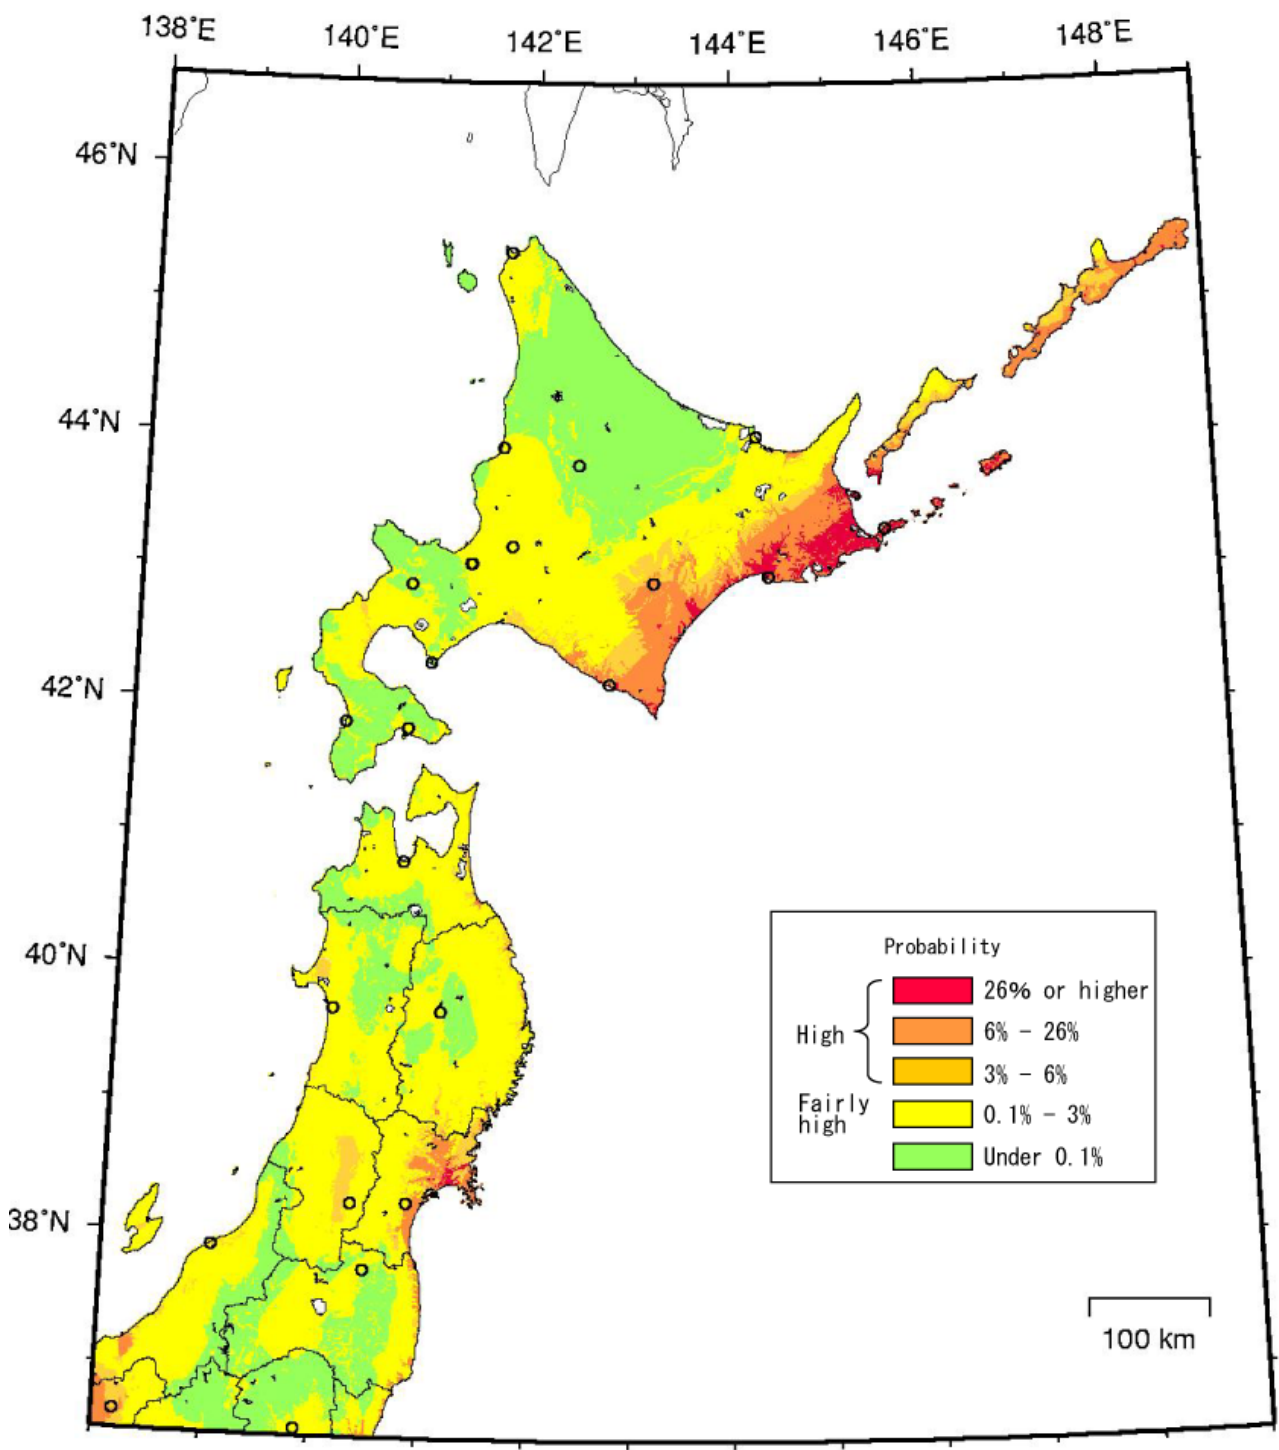 138°E 140°E 142°E 144°E 146°E 148°E
46°N
44°N
42°N
40°N
38°N
Probability
26% or higher
High
6% - 26%
3% - 6%
Fairly
high
0.1% - 3%
Under 0.1%
100 km